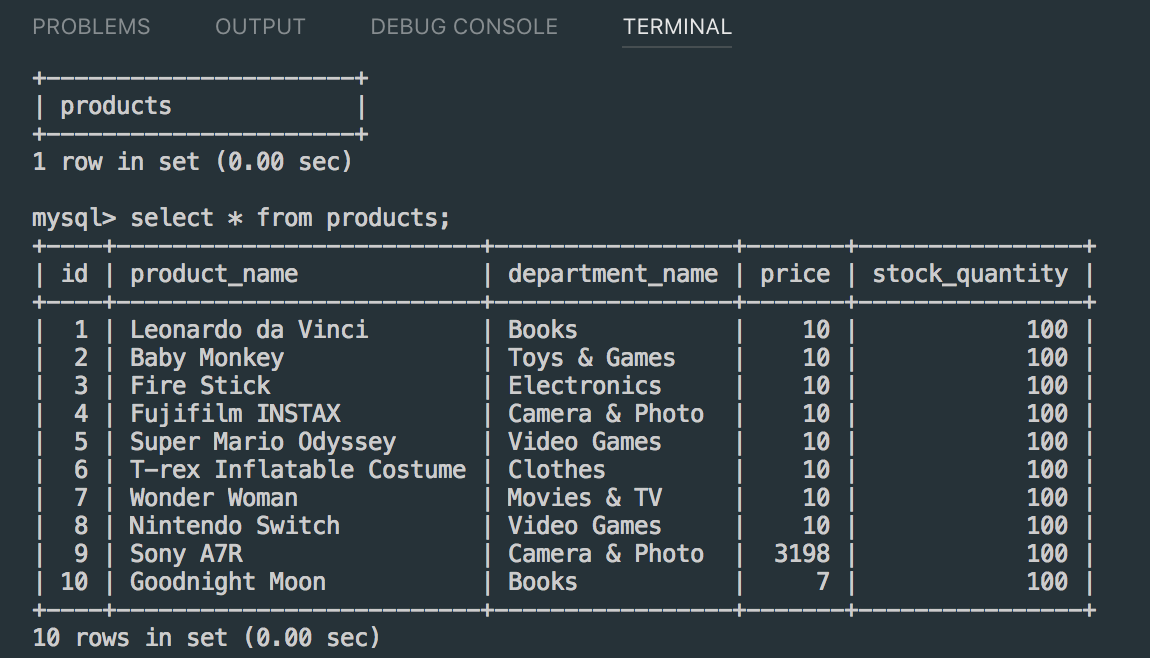 PROBLEMS OUTPUT DEBUG CONSOLE TERMINAL
+----------------------+
| products             |
+----------------------+
1 row in set (0.00 sec)
mysql> select * from products;
+----+--------------------------+-----------------+-------+----------------+
| id | product_name             | department_name | price | stock_quantity |
+----+--------------------------+-----------------+-------+----------------+
|  1 | Leonardo da Vinci        | Books           |    10 |            100 |
|  2 | Baby Monkey              | Toys & Games    |    10 |            100 |
|  3 | Fire Stick               | Electronics     |    10 |            100 |
|  4 | Fujifilm INSTAX          | Camera & Photo  |    10 |            100 |
|  5 | Super Mario Odyssey      | Video Games     |    10 |            100 |
|  6 | T-rex Inflatable Costume | Clothes         |    10 |            100 |
|  7 | Wonder Woman             | Movies & TV     |    10 |            100 |
|  8 | Nintendo Switch          | Video Games     |    10 |            100 |
|  9 | Sony A7R                 | Camera & Photo  |  3198 |            100 |
| 10 | Goodnight Moon           | Books           |     7 |            100 |
+----+--------------------------+-----------------+-------+----------------+
10 rows in set (0.00 sec)